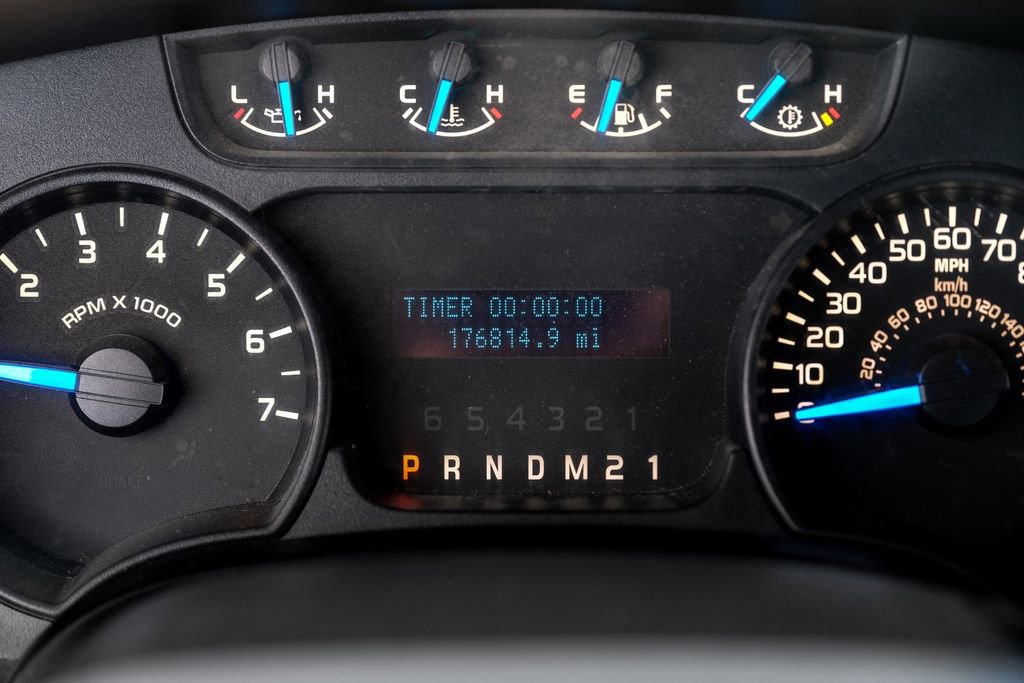 L H C H E F C H
2 3 4 5 6 7
RPM X 1000
TIMER 00:00:00
176814.9 mi
6 5 4 3 2 1
P R N D M 2 1
BRAKE
0 10 20 30 40 50 60 70
MPH
km/h
20 40 60 80 100 120 140